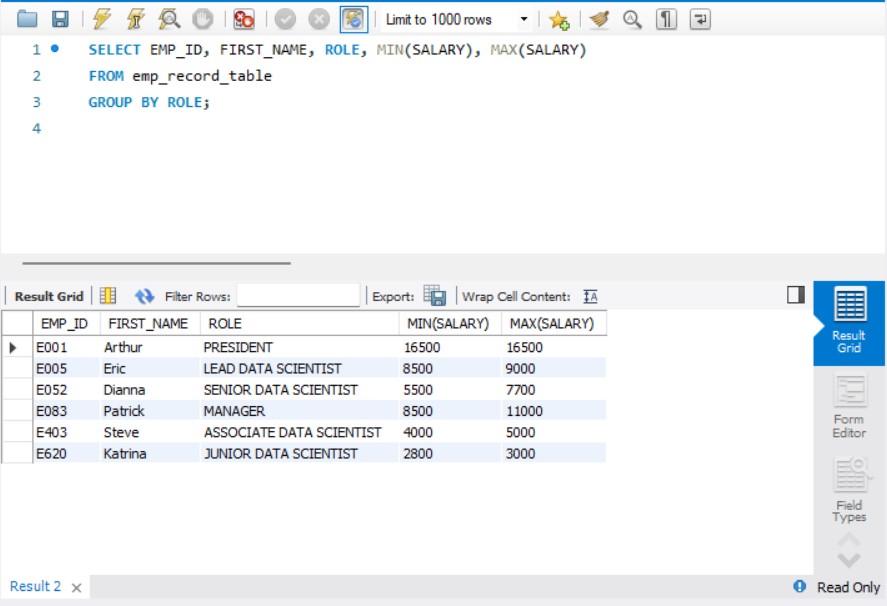 Limit to 1000 rows
1 SELECT EMP_ID, FIRST_NAME, ROLE, MIN(SALARY), MAX(SALARY)
2 FROM emp_record_table
3 GROUP BY ROLE;
4
Result Grid Filter Rows: Export: Wrap Cell Content: IA
EMP_ID FIRST_NAME ROLE MIN(SALARY) MAX(SALARY)
E001 Arthur PRESIDENT 16500 16500
E005 Eric LEAD DATA SCIENTIST 8500 9000
E052 Dianna SENIOR DATA SCIENTIST 5500 7700
E083 Patrick MANAGER 8500 11000
E403 Steve ASSOCIATE DATA SCIENTIST 4000 5000
E620 Katrina JUNIOR DATA SCIENTIST 2800 3000
Result
Grid
Form
Editor
Field
Types
Result 2 Read Only